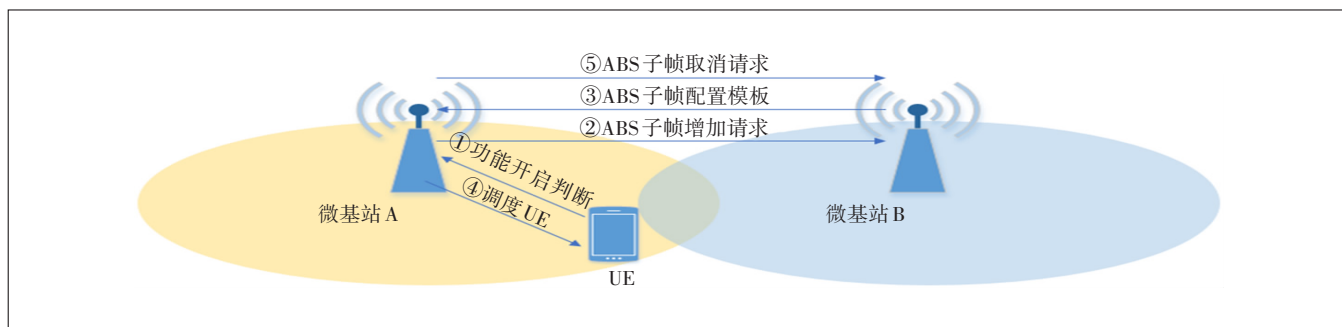 ⑤ABS子帧取消请求
③ABS子帧配置模板
②ABS子帧增加请求
①功能开启判断
④调度UE
微基站A
微基站B
UE